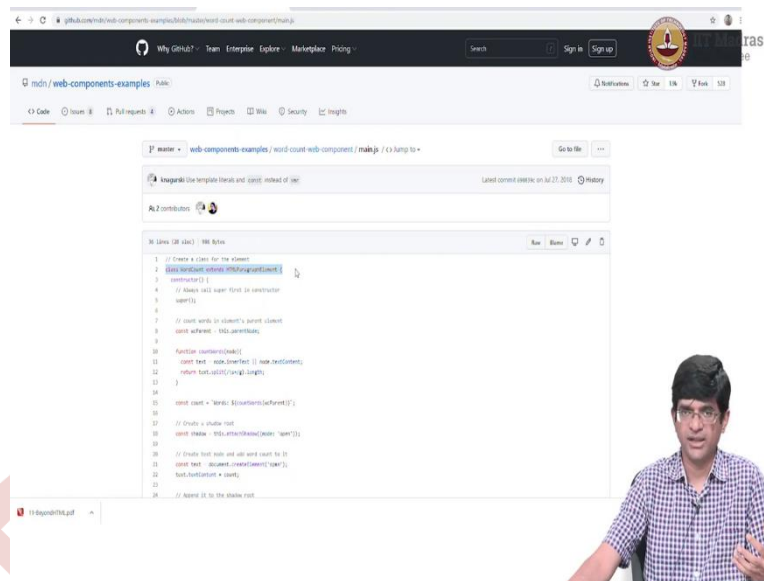 github.com/mdn/web-components-examples/blob/master/word-count-web-component/main.js
Why GitHub? Team Enterprise Explore Marketplace Pricing Search / Sign in Sign up
IIT Madras
mdn / web-components-examples Public Notifications Star Fork
<> Code Issues Pull requests Actions Projects Wiki Security Insights
master web-components-examples / word-count-web-component / main.js / <> Jump to Go to file ...
knagurski Use template literals and const instead of var Latest commit on Jul 27, 2018 History
2 contributors
Raw Blame
1 // Create a class for the element
2 class WordCount extends HTMLParagraphElement {
3 constructor() {
4 // Always call super first in constructor
5 super();
6
7 // count words in element's parent element
8 const wcParent = this.parentNode;
9
10 function countWords(node){
11 const text = node.innerText || node.textContent;
12 return text.split(/\s+/g).length;
13 }
14
15 const count = `Words: ${countWords(wcParent)}`;
16
17 // Create a shadow root
18 const shadow = this.attachShadow({mode: 'open'});
19
20 // Create text node and add word count to it
21 const text = document.createElement('span');
22 text.textContent = count;
23
24 // Append it to the shadow root